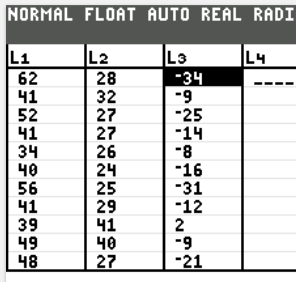 NORMAL FLOAT AUTO REAL RADI
L1 L2 L3 L4
62 28 -34 ----
41 32 -9
52 27 -25
41 27 -14
34 26 -8
40 24 -16
56 25 -31
41 29 -12
39 41 2
49 40 -9
48 27 -21